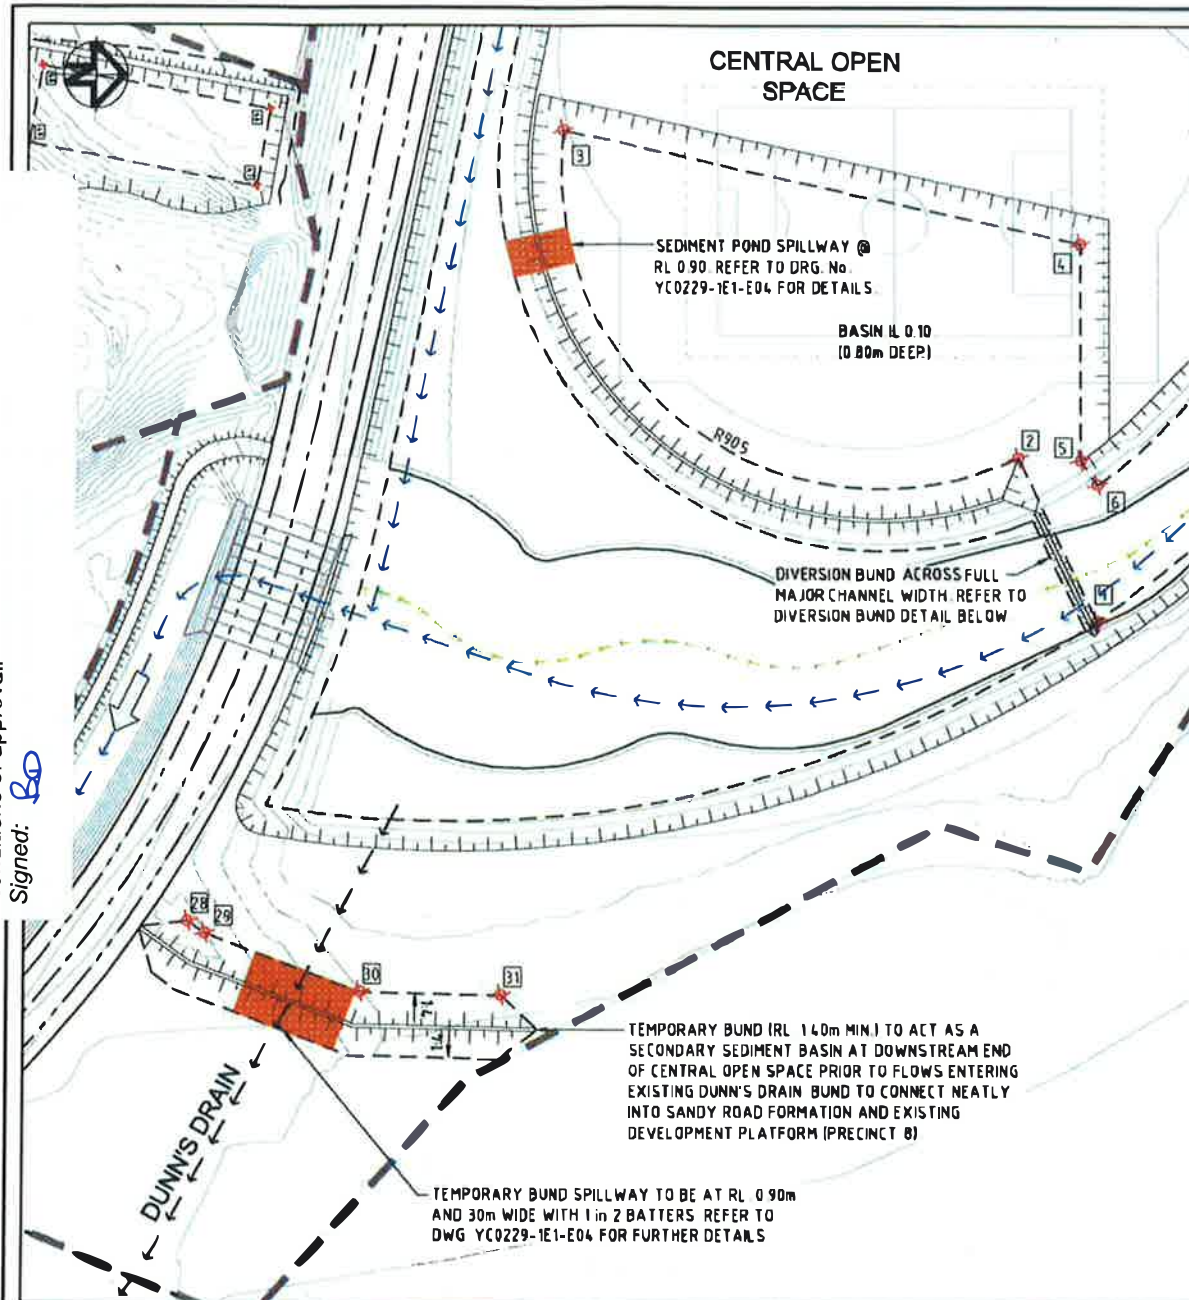 CENTRAL OPEN
SPACE
N
3
4
SEDIMENT POND SPILLWAY @
RL 0.90. REFER TO DRG. No.
YC0229-1E1-E04 FOR DETAILS.
BASIN IL 0.10
(0.80m DEEP)
R90.5
2
5
6
DIVERSION BUND ACROSS FULL
MAJOR CHANNEL WIDTH. REFER TO
DIVERSION BUND DETAIL BELOW
Signed:
28
29
30
31
1:4
TEMPORARY BUND (RL 1.40m MIN.) TO ACT AS A
SECONDARY SEDIMENT BASIN AT DOWNSTREAM END
OF CENTRAL OPEN SPACE PRIOR TO FLOWS ENTERING
EXISTING DUNN'S DRAIN BUND TO CONNECT NEATLY
INTO SANDY ROAD FORMATION AND EXISTING
DEVELOPMENT PLATFORM (PRECINCT 8)
DUNN'S DRAIN
TEMPORARY BUND SPILLWAY TO BE AT RL 0.90m
AND 30m WIDE WITH 1 in 2 BATTERS REFER TO
DWG YC0229-1E1-E04 FOR FURTHER DETAILS